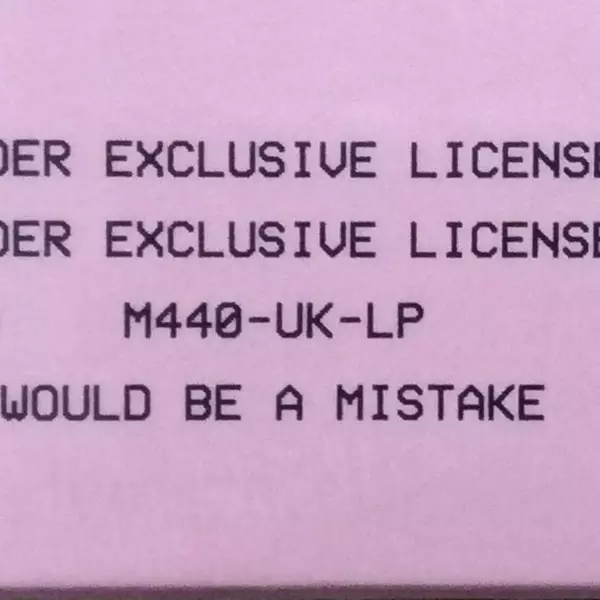 DER EXCLUSIVE LICENSE
DER EXCLUSIVE LICENSE
M440-UK-LP
WOULD BE A MISTAKE